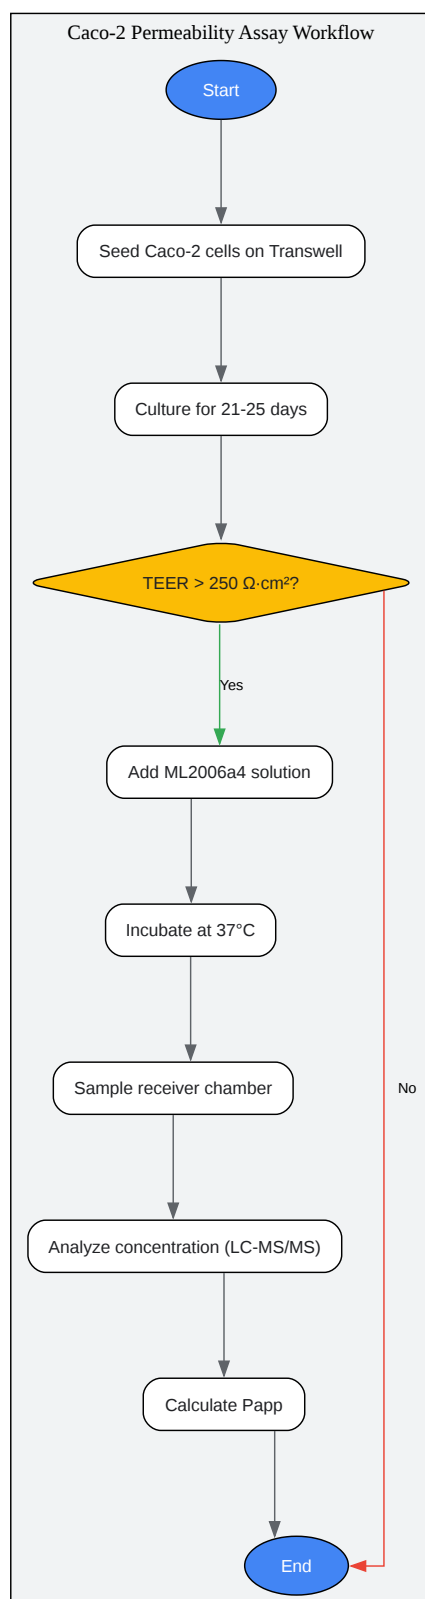 Caco-2 Permeability Assay Workflow
Start
Seed Caco-2 cells on Transwell
Culture for 21-25 days
TEER > 250 Ω·cm²?
Yes
Add ML2006a4 solution
Incubate at 37°C
Sample receiver chamber
No
Analyze concentration (LC-MS/MS)
Calculate Papp
End